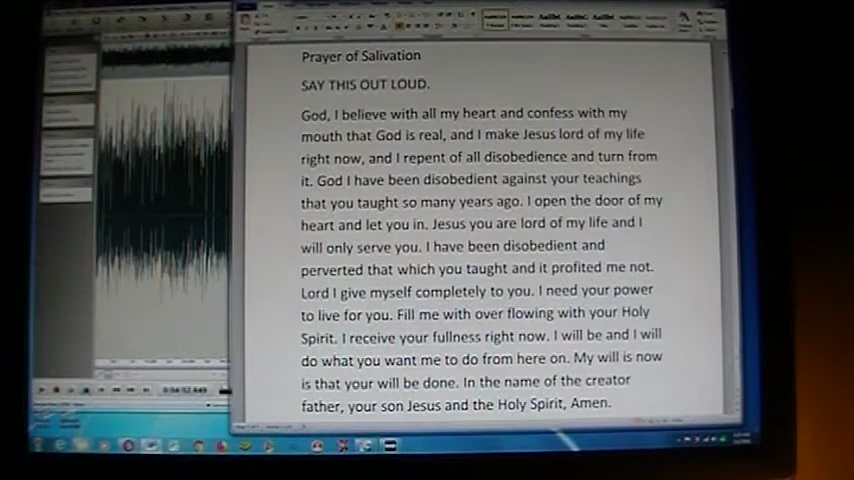 Prayer of Salivation
SAY THIS OUT LOUD.
God, I believe with all my heart and confess with my
mouth that God is real, and I make Jesus lord of my life
right now, and I repent of all disobedience and turn from
it. God I have been disobedient against your teachings
that you taught so many years ago. I open the door of my
heart and let you in. Jesus you are lord of my life and I
will only serve you. I have been disobedient and
perverted that which you taught and it profited me not.
Lord I give myself completely to you. I need your power
to live for you. Fill me with over flowing with your Holy
Spirit. I receive your fullness right now. I will be and I will
do what you want me to do from here on. My will is now
is that your will be done. In the name of the creator
father, your son Jesus and the Holy Spirit, Amen.